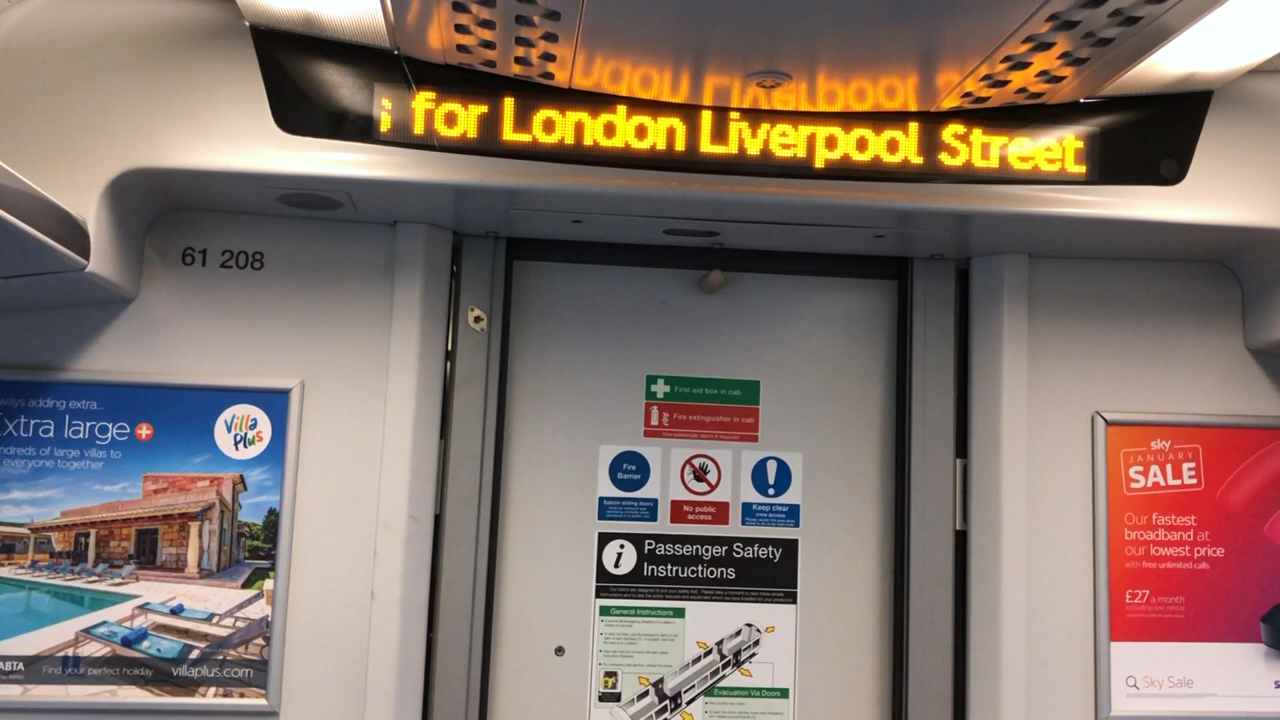 for London Liverpool Street.
61 208
ways adding extra...
Extra large
ndreds of large villas to
everyone together
Villa
Plus
ABTA
Find your perfect holiday
villaplus.com
First aid box in cab
Fire extinguisher in cab
Fire
Barrier
No public
access
Keep clear
Passenger Safety
Instructions
General Instructions
Evacuation Via Doors
sky
JANUARY
SALE
Our fastest
broadband at
our lowest price
with free unlimited calls
£27 a month
including line rental
Sky Sale